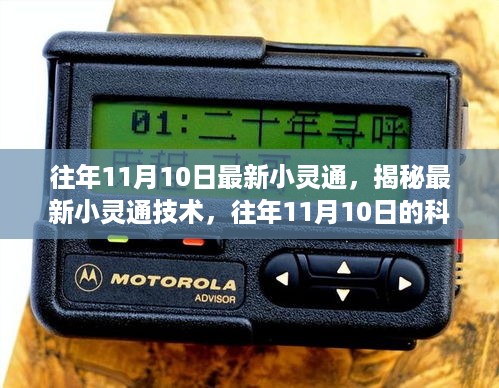 01:二十年寻呼
往年11月10日最新小灵通，揭秘最
新小灵通技术，往年11月10日的科
MOTOROLA
ADVISOR